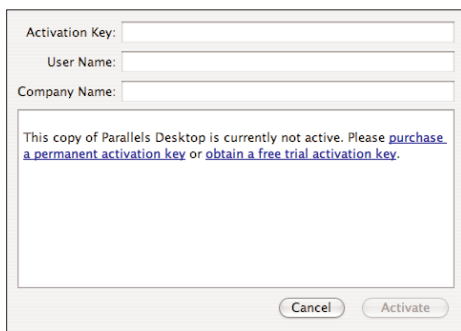 Activation Key:
User Name:
Company Name:
This copy of Parallels Desktop is currently not active. Please purchase
a permanent activation key or obtain a free trial activation key.
Cancel
Activate